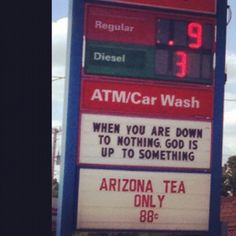 Regular
.9
Diesel
3
ATM/Car Wash
WHEN YOU ARE DOWN
TO NOTHING. GOD IS
UP TO SOMETHING
ARIZONA TEA
ONLY
88¢